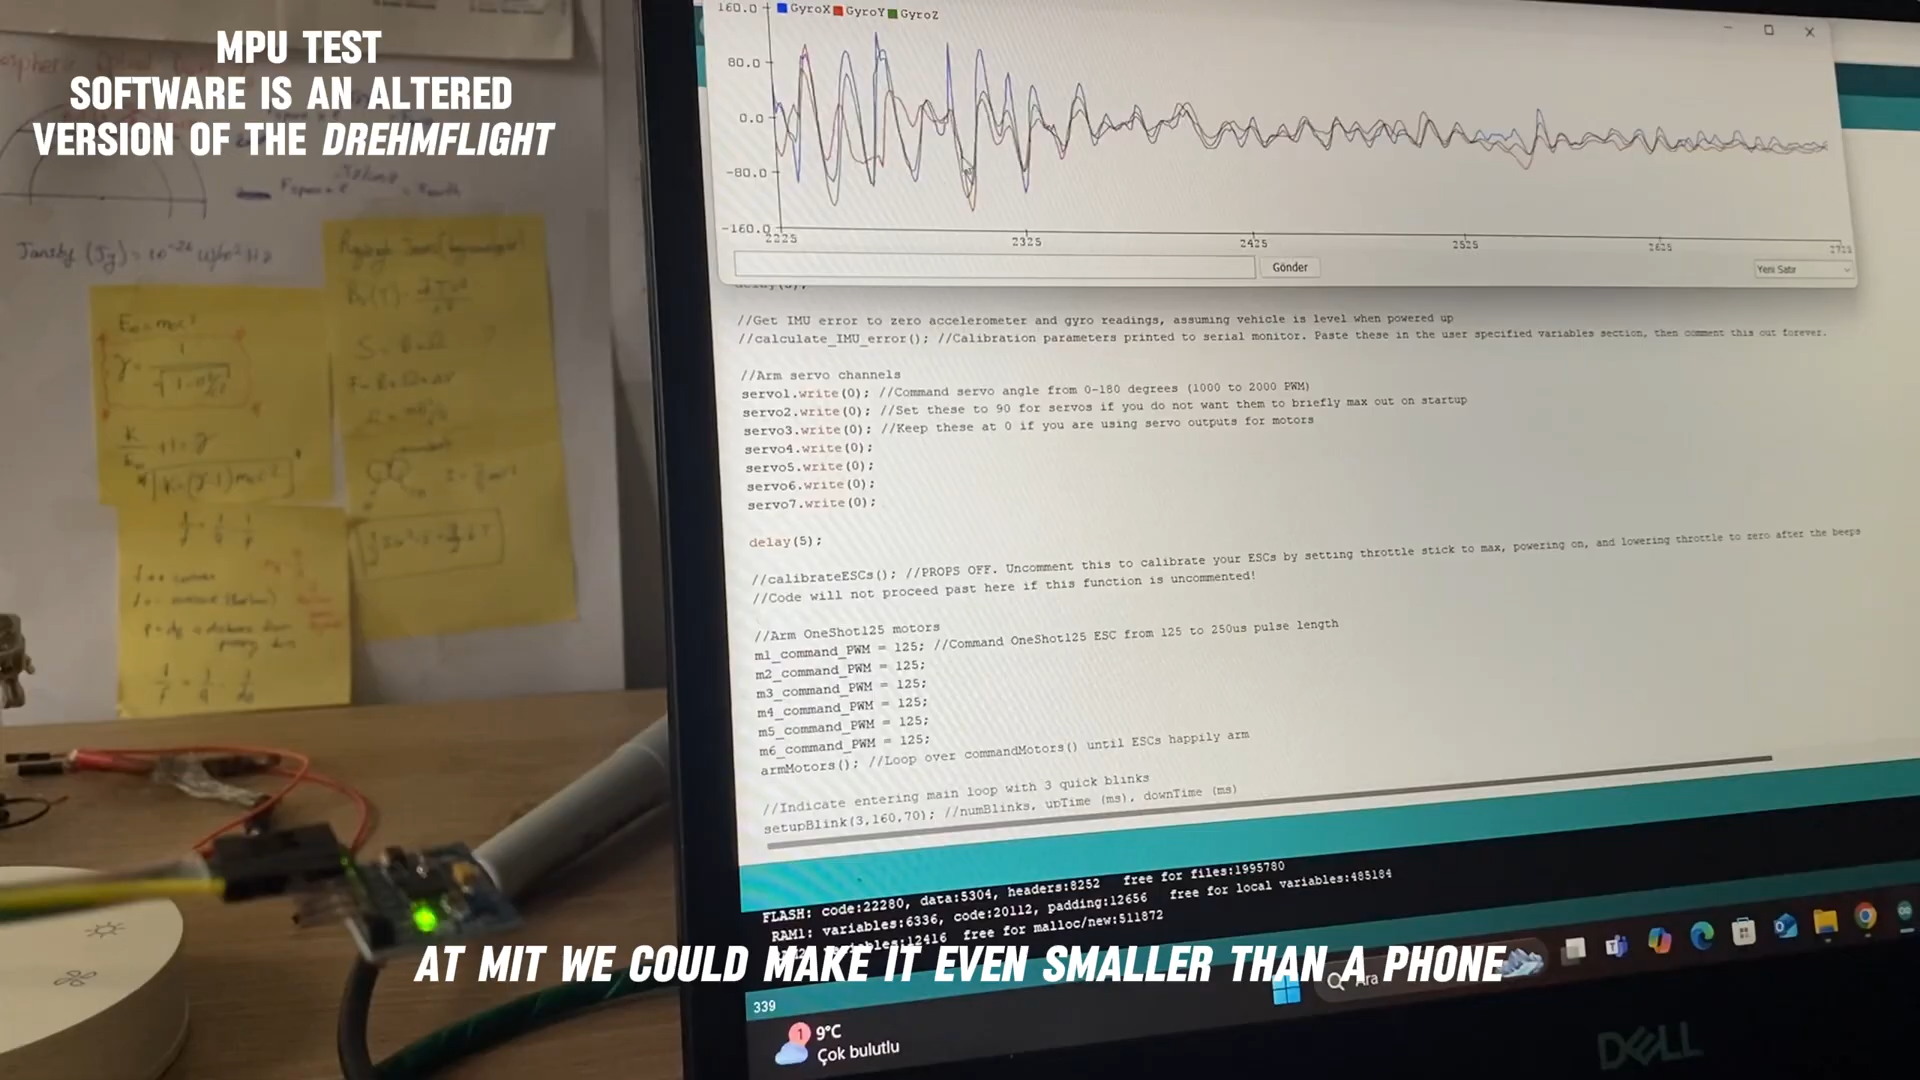 MPU TEST
SOFTWARE IS AN ALTERED
VERSION OF THE DREHMFLIGHT
Jansky (Jy) = 10⁻²⁶ W/m² Hz
160.0
GyroX GyroY GyroZ
80.0
0.0
-80.0
-160.0
2225 2325 2425 2525 2625 2725
Gönder
Yeni Satır
//Get IMU error to zero accelerometer and gyro readings, assuming vehicle is level when powered up
//calculate_IMU_error(); //Calibration parameters printed to serial monitor. Paste these in the user specified variables section, then comment this out forever.
//Arm servo channels
servo1.write(0); //Command servo angle from 0-180 degrees (1000 to 2000 PWM)
servo2.write(0); //Set these to 90 for servos if you do not want them to briefly max out on startup
servo3.write(0); //Keep these at 0 if you are using servo outputs for motors
servo4.write(0);
servo5.write(0);
servo6.write(0);
servo7.write(0);
delay(5);
//calibrateESCs(); //PROPS OFF. Uncomment this to calibrate your ESCs by setting throttle stick to max, powering on, and lowering throttle to zero after the beeps
//Code will not proceed past here if this function is uncommented!
//Arm OneShot125 motors
m1_command_PWM = 125; //Command OneShot125 ESC from 125 to 250us pulse length
m2_command_PWM = 125;
m3_command_PWM = 125;
m4_command_PWM = 125;
m5_command_PWM = 125;
m6_command_PWM = 125;
armMotors(); //Loop over commandMotors() until ESCs happily arm
//Indicate entering main loop with 3 quick blinks
setupBlink(3,160,70); //numBlinks, upTime (ms), downTime (ms)
FLASH: code:22280, data:5304, headers:8252 free for files:1995780
RAM1: variables:6336, code:20112, padding:12656 free for local variables:485184
:12416 free for malloc/new:511872
AT MIT WE COULD MAKE IT EVEN SMALLER THAN A PHONE
339
Ara
1
9°C
Çok bulutlu
DELL